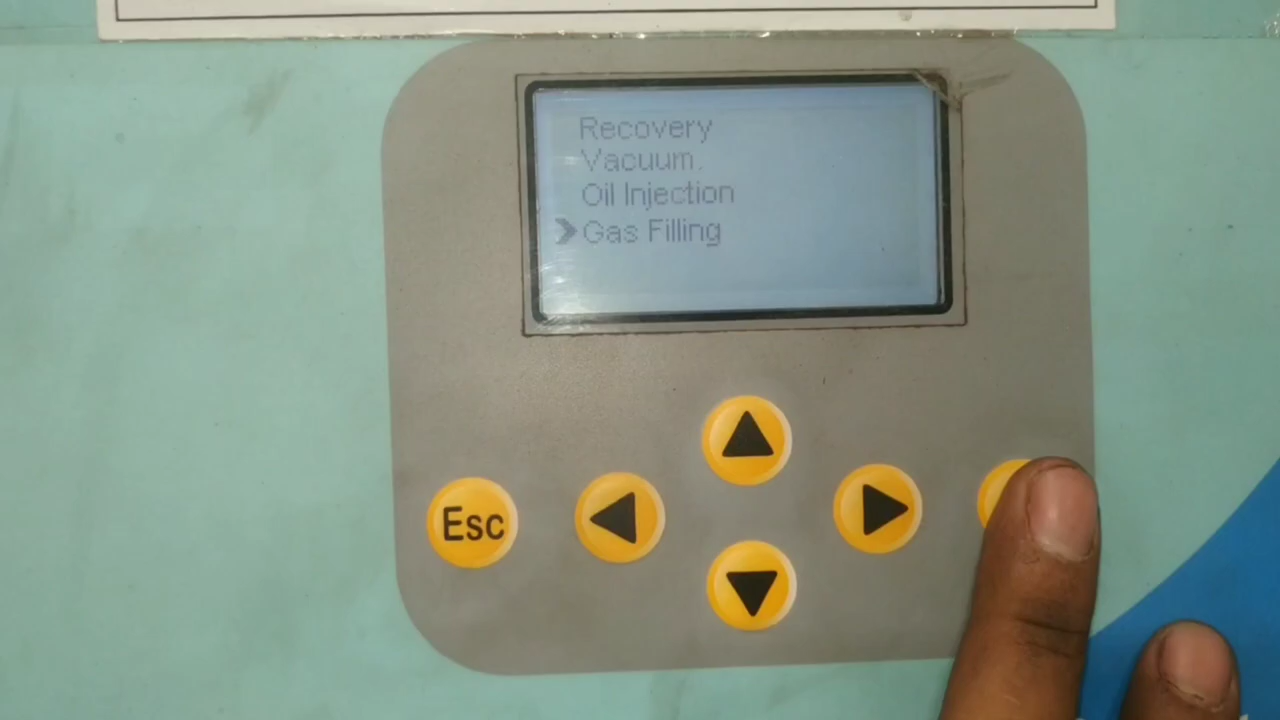 Recovery
Vacuum.
Oil Injection
Gas Filling
Esc